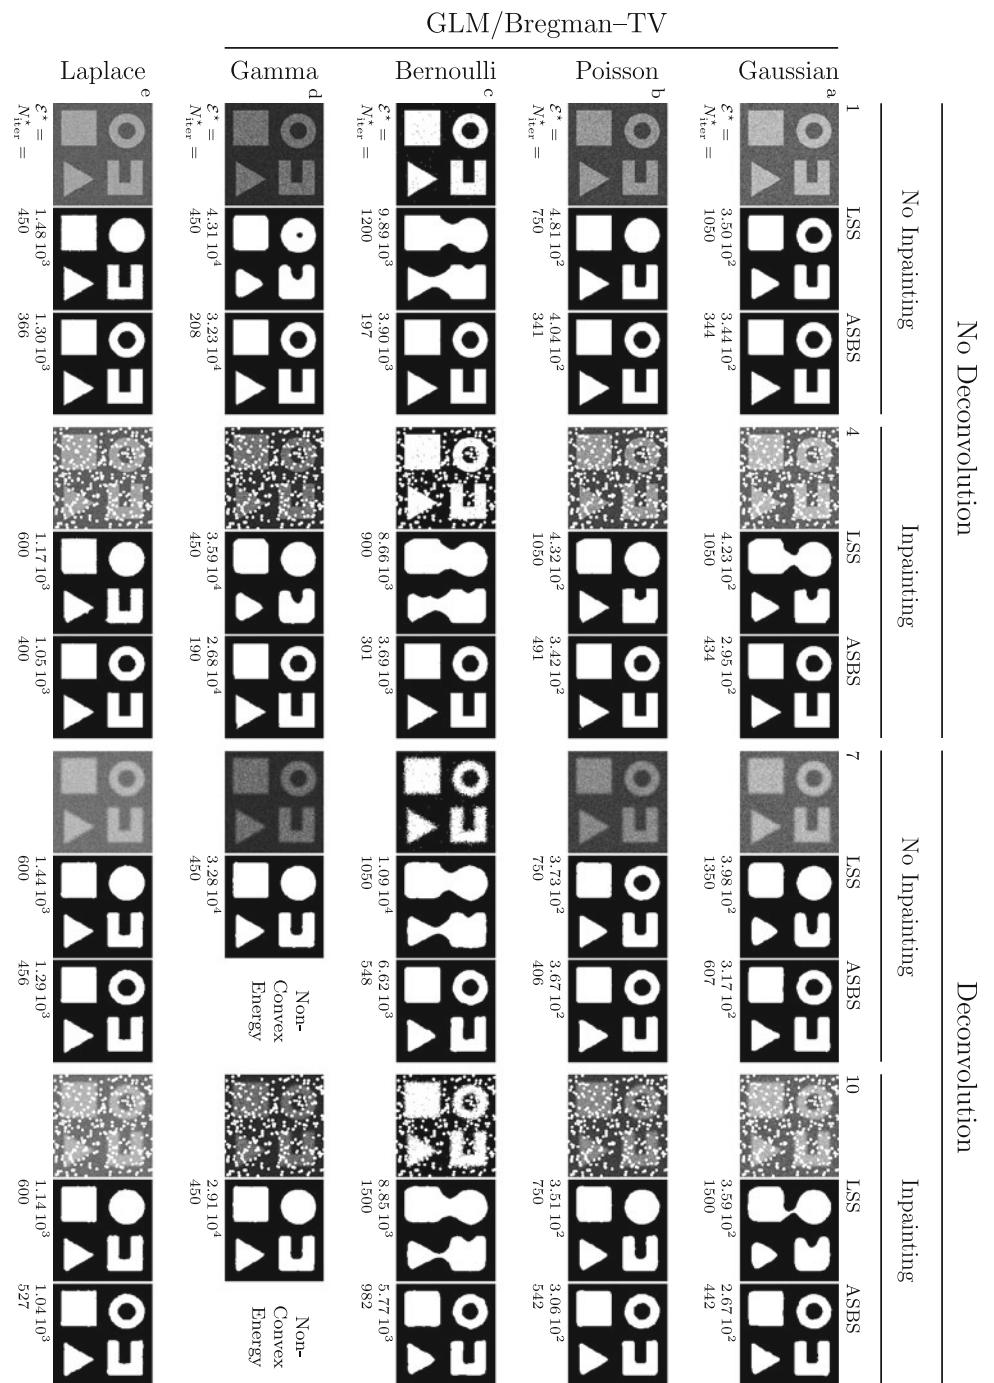 GLM/Bregman–TV
Laplace
Gamma
Bernoulli
Poisson
Gaussian
No Deconvolution
Deconvolution
No Inpainting
Inpainting
No Inpainting
Inpainting
1
LSS
ASBS
4
LSS
ASBS
7
LSS
ASBS
10
LSS
ASBS
a
ℰ* = 3.50 10² 3.44 10² 4.23 10² 2.95 10² 3.98 10² 3.17 10² 3.59 10² 2.67 10²
N*iter = 1050 344 1050 434 1350 607 1500 442
b
ℰ* = 4.81 10² 4.04 10² 4.32 10² 3.42 10² 3.73 10² 3.67 10² 3.51 10² 3.06 10²
N*iter = 750 341 1050 491 750 406 750 542
c
ℰ* = 9.89 10³ 3.90 10³ 8.66 10³ 3.69 10³ 1.09 10⁴ 6.62 10³ 8.85 10³ 5.77 10³
N*iter = 1200 197 900 301 1050 548 1500 982
d
Non-
Convex
Energy
Non-
Convex
Energy
ℰ* = 4.31 10⁴ 3.23 10⁴ 3.59 10⁴ 2.68 10⁴ 3.28 10⁴ 2.91 10⁴
N*iter = 450 208 450 190 450 450
e
ℰ* = 1.48 10³ 1.30 10³ 1.17 10³ 1.05 10³ 1.44 10³ 1.29 10³ 1.14 10³ 1.04 10³
N*iter = 450 366 600 400 600 456 600 527